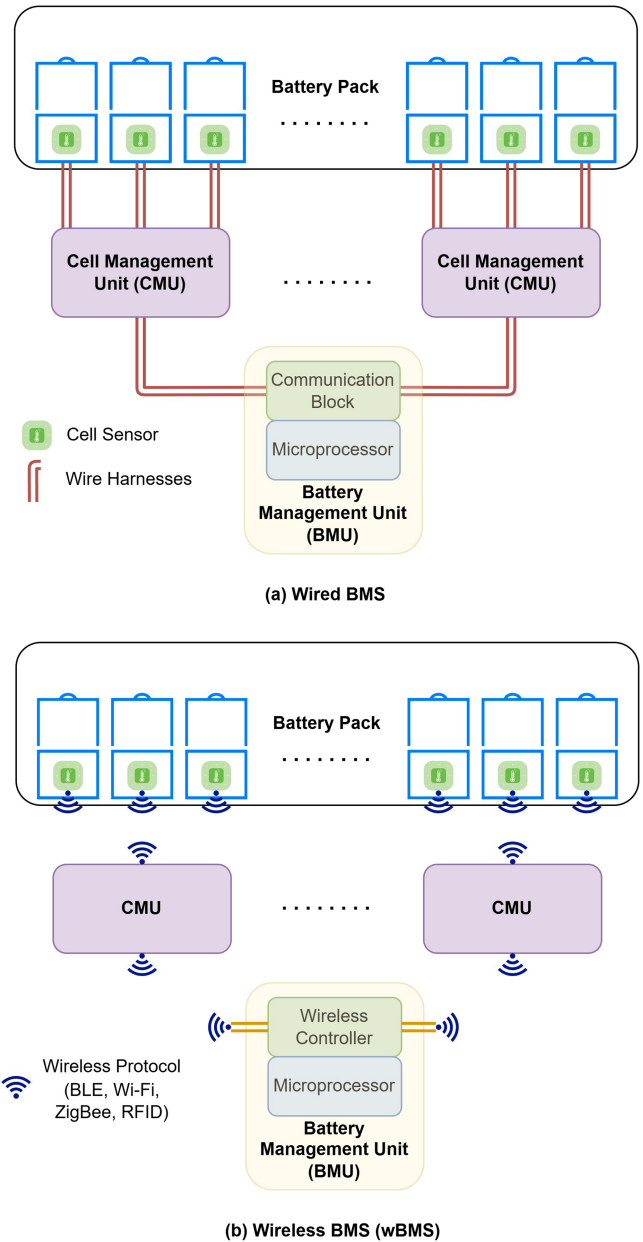 Battery Pack
. . . . . . . .
Cell Management
Unit (CMU)
. . . . . . . .
Cell Management
Unit (CMU)
Communication
Block
Microprocessor
Battery
Management Unit
(BMU)
Cell Sensor
Wire Harnesses
(a) Wired BMS
Battery Pack
. . . . . . . .
CMU
. . . . . . . .
CMU
Wireless
Controller
Microprocessor
Battery
Management Unit
(BMU)
Wireless Protocol
(BLE, Wi-Fi,
ZigBee, RFID)
(b) Wireless BMS (wBMS)